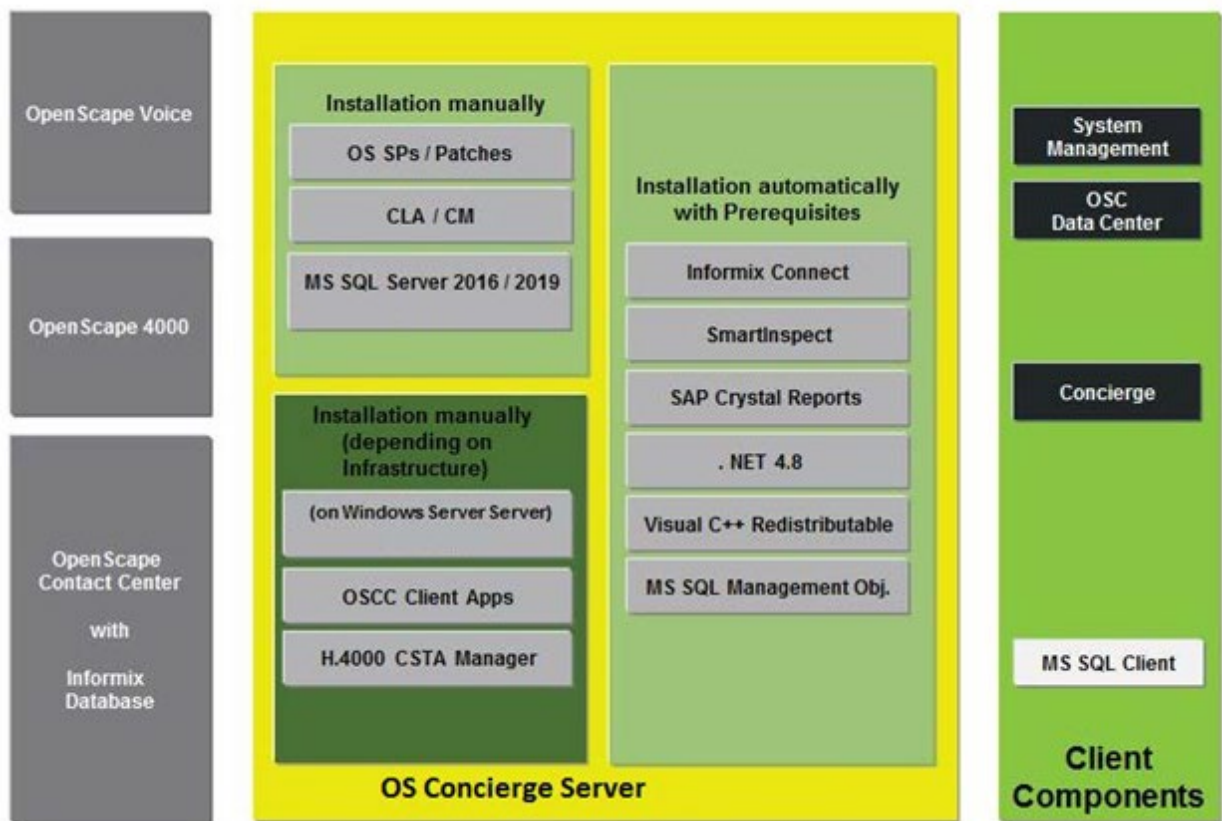 OpenScape Voice
OpenScape 4000
OpenScape
Contact Center
with
Informix
Database
Installation manually
OS SPs / Patches
CLA / CM
MS SQL Server 2016 / 2019
Installation manually
(depending on
Infrastructure)
(on Windows Server Server)
OSCC Client Apps
H.4000 CSTA Manager
Installation automatically
with Prerequisites
Informix Connect
SmartInspect
SAP Crystal Reports
. NET 4.8
Visual C++ Redistributable
MS SQL Management Obj.
OS Concierge Server
System
Management
OSC
Data Center
Concierge
MS SQL Client
Client
Components